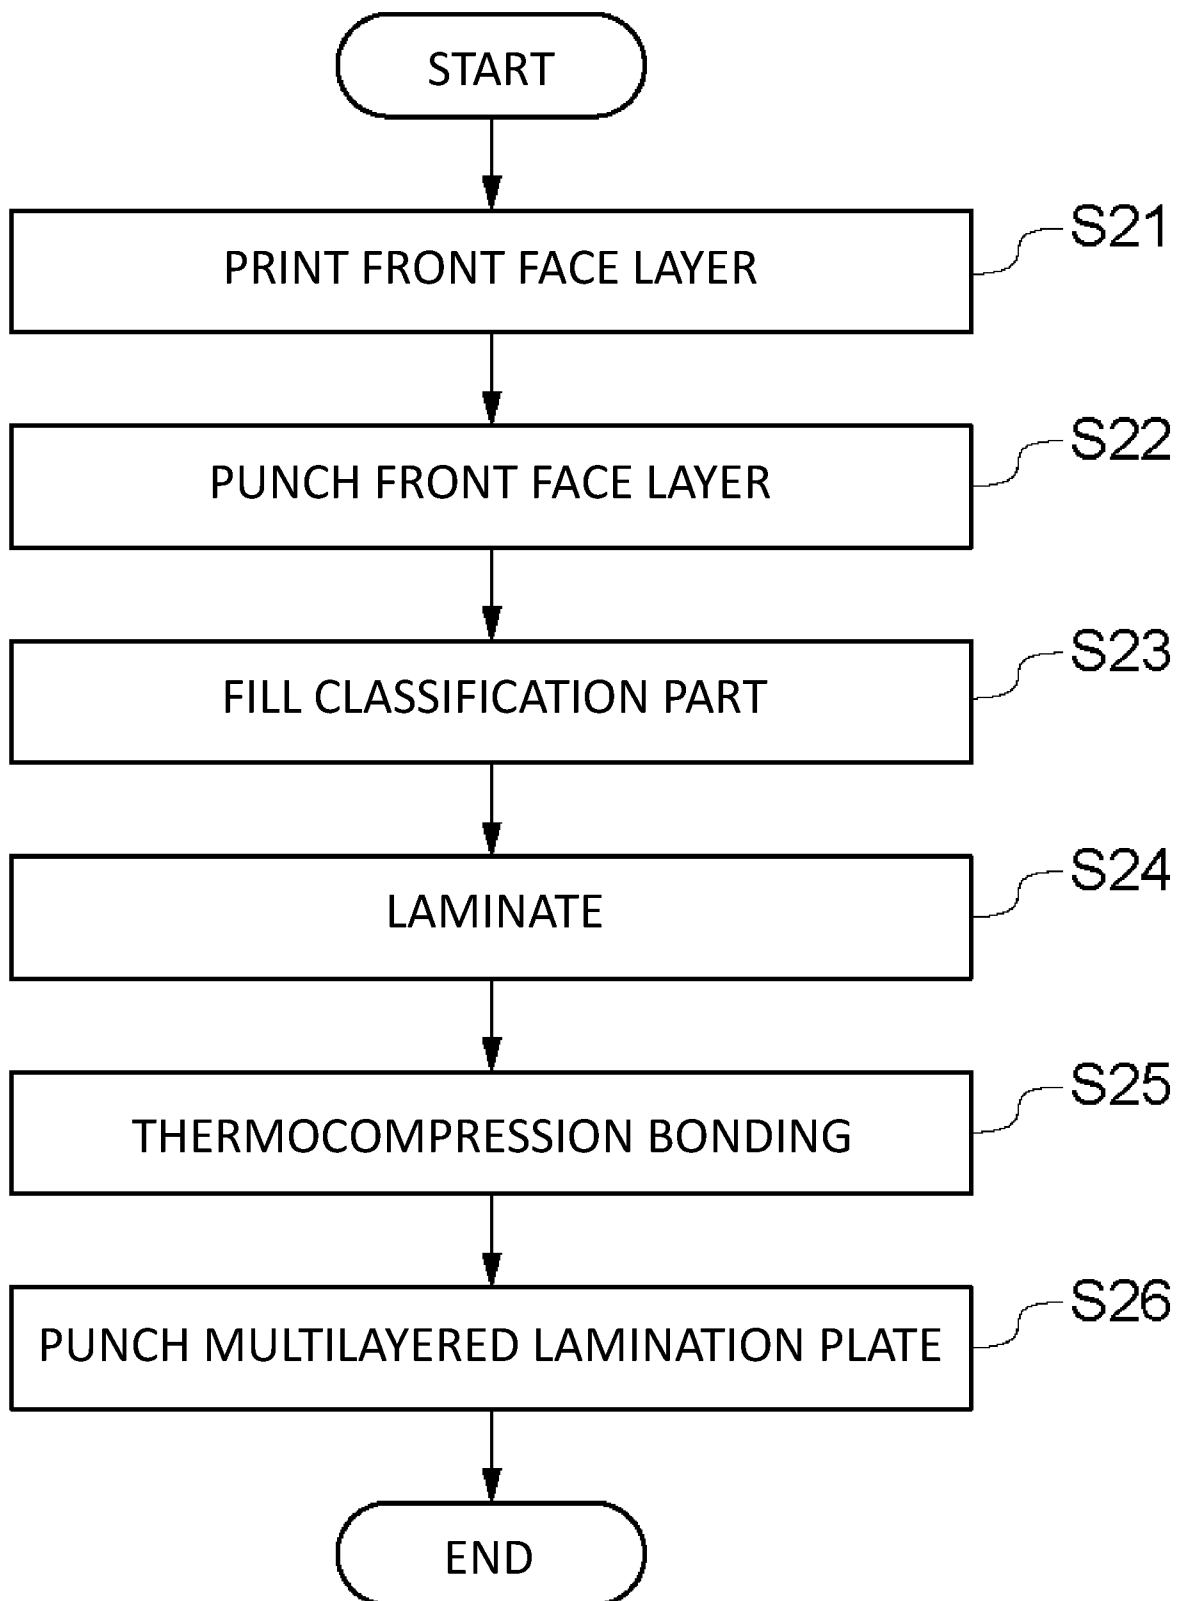 START
PRINT FRONT FACE LAYER
S21
PUNCH FRONT FACE LAYER
S22
FILL CLASSIFICATION PART
S23
LAMINATE
S24
THERMOCOMPRESSION BONDING
S25
PUNCH MULTILAYERED LAMINATION PLATE
S26
END